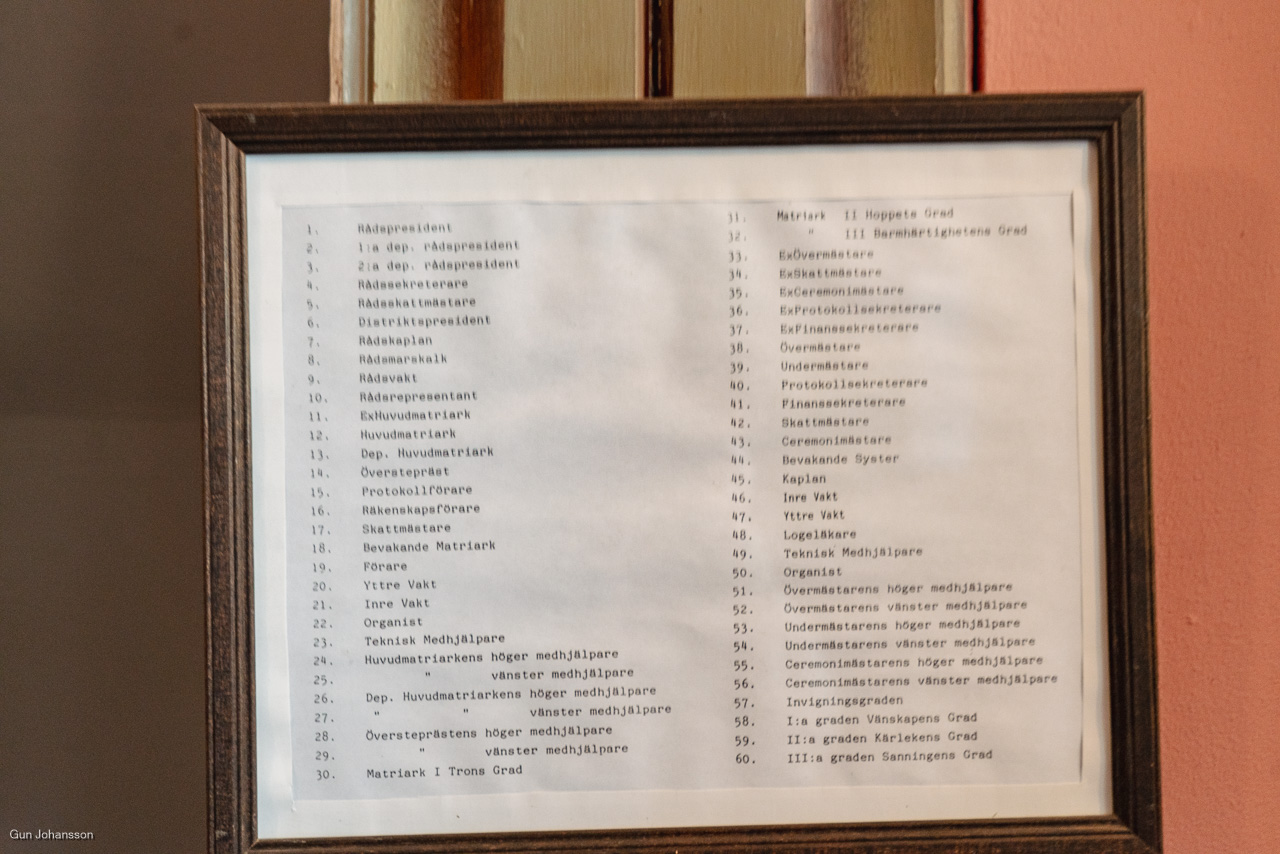 1. Rådspresident
2. 1:a dep. rådspresident
3. 2:a dep. rådspresident
4. Rådssekreterare
5. Rådsskattmästare
6. Distriktspresident
7. Rådskaplan
8. Rådsmarskalk
9. Rådsvakt
10. Rådsrepresentant
11. ExHuvudmatriark
12. Huvudmatriark
13. Dep. Huvudmatriark
14. Överstepräst
15. Protokollförare
16. Räkenskapsförare
17. Skattmästare
18. Bevakande Matriark
19. Förare
20. Yttre Vakt
21. Inre Vakt
22. Organist
23. Teknisk Medhjälpare
24. Huvudmatriarkens höger medhjälpare
25. " vänster medhjälpare
26. Dep. Huvudmatriarkens höger medhjälpare
27. " " vänster medhjälpare
28. Översteprästens höger medhjälpare
29. " vänster medhjälpare
30. Matriark I Trons Grad
31. Matriark II Hoppets Grad
32. " III Barmhärtighetens Grad
33. ExÖvermästare
34. ExSkattmästare
35. ExCeremonimästare
36. ExProtokollsekreterare
37. ExFinanssekreterare
38. Övermästare
39. Undermästare
40. Protokollsekreterare
41. Finanssekreterare
42. Skattmästare
43. Ceremonimästare
44. Bevakande Syster
45. Kaplan
46. Inre Vakt
47. Yttre Vakt
48. Logeläkare
49. Teknisk Medhjälpare
50. Organist
51. Övermästarens höger medhjälpare
52. Övermästarens vänster medhjälpare
53. Undermästarens höger medhjälpare
54. Undermästarens vänster medhjälpare
55. Ceremonimästarens höger medhjälpare
56. Ceremonimästarens vänster medhjälpare
57. Invigningsgraden
58. I:a graden Vänskapens Grad
59. II:a graden Kärlekens Grad
60. III:a graden Sanningens Grad
Gun Johansson